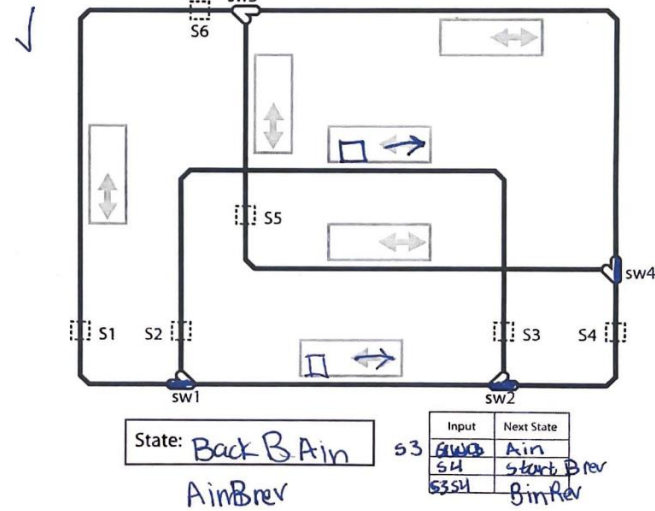 S6
S5
sw4
S1
S2
S3
S4
sw1
sw2
State: Back B Ain
AinBrev
Input Next State
S3 Ain
S4 Start Brev
S3S4 BinRev